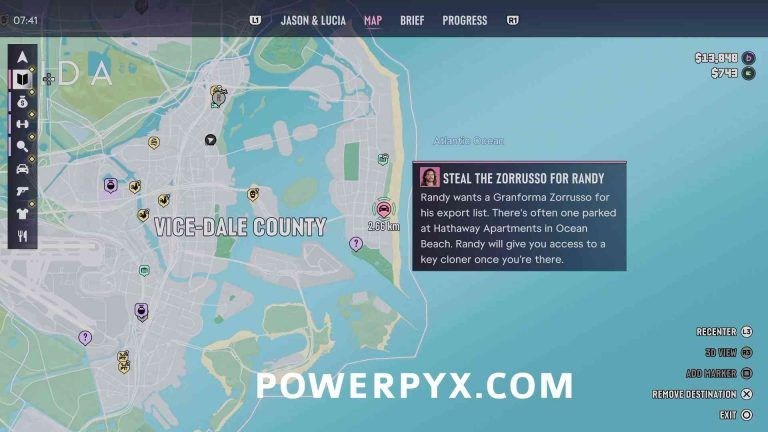 07:41
L1 JASON & LUCIA MAP BRIEF PROGRESS R1
DA
$13,848
$743
Atlantic Ocean
STEAL THE ZORRUSSO FOR RANDY
Randy wants a Granforma Zorrusso for
his export list. There's often one parked
at Hathaway Apartments in Ocean
Beach. Randy will give you access to a
key cloner once you're there.
2.66 km
VICE-DALE COUNTY
?
?
RECENTER L3
3D VIEW R3
ADD MARKER
REMOVE DESTINATION
EXIT
POWERPYX.COM